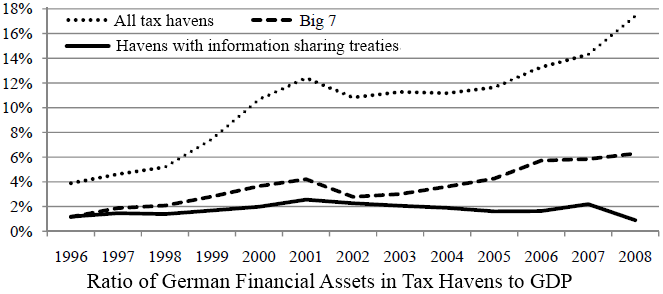 18%
All tax havens
Big 7
16%
Havens with information sharing treaties
14%
12%
10%
8%
6%
4%
2%
0%
1996 1997 1998 1999 2000 2001 2002 2003 2004 2005 2006 2007 2008
Ratio of German Financial Assets in Tax Havens to GDP